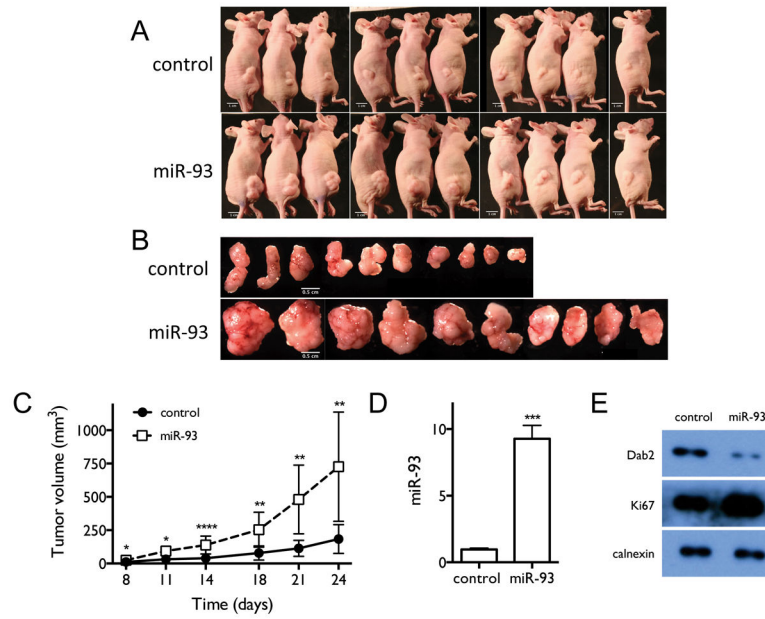 A
control
miR-93
B
control
0.5 cm
miR-93
0.5 cm
C
Tumor volume (mm3)
control
miR-93
1000
750
500
250
0
* * **** ** ** **
8 11 14 18 21 24
Time (days)
D
miR-93
10
5
0
***
control miR-93
E
control miR-93
Dab2
Ki67
calnexin